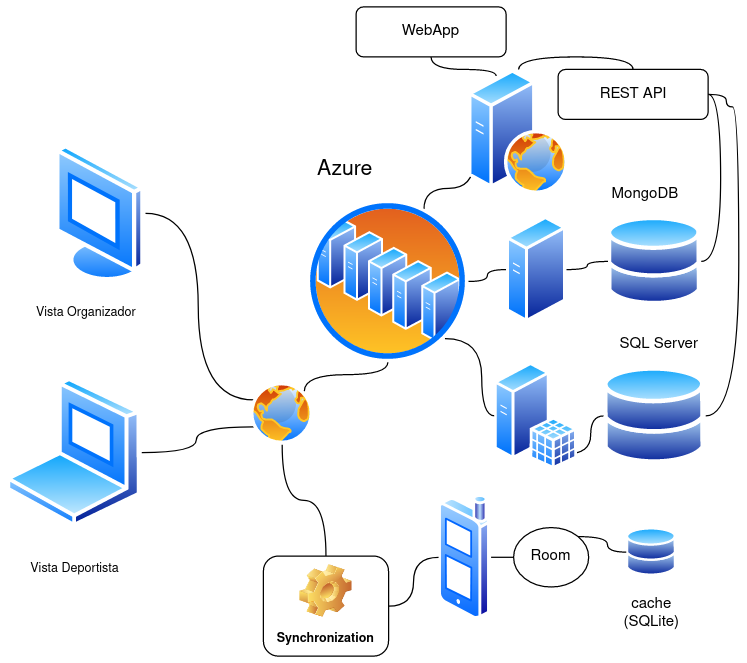 WebApp
REST API
Azure
MongoDB
Vista Organizador
SQL Server
Vista Deportista
Room
cache
(SQLite)
Synchronization